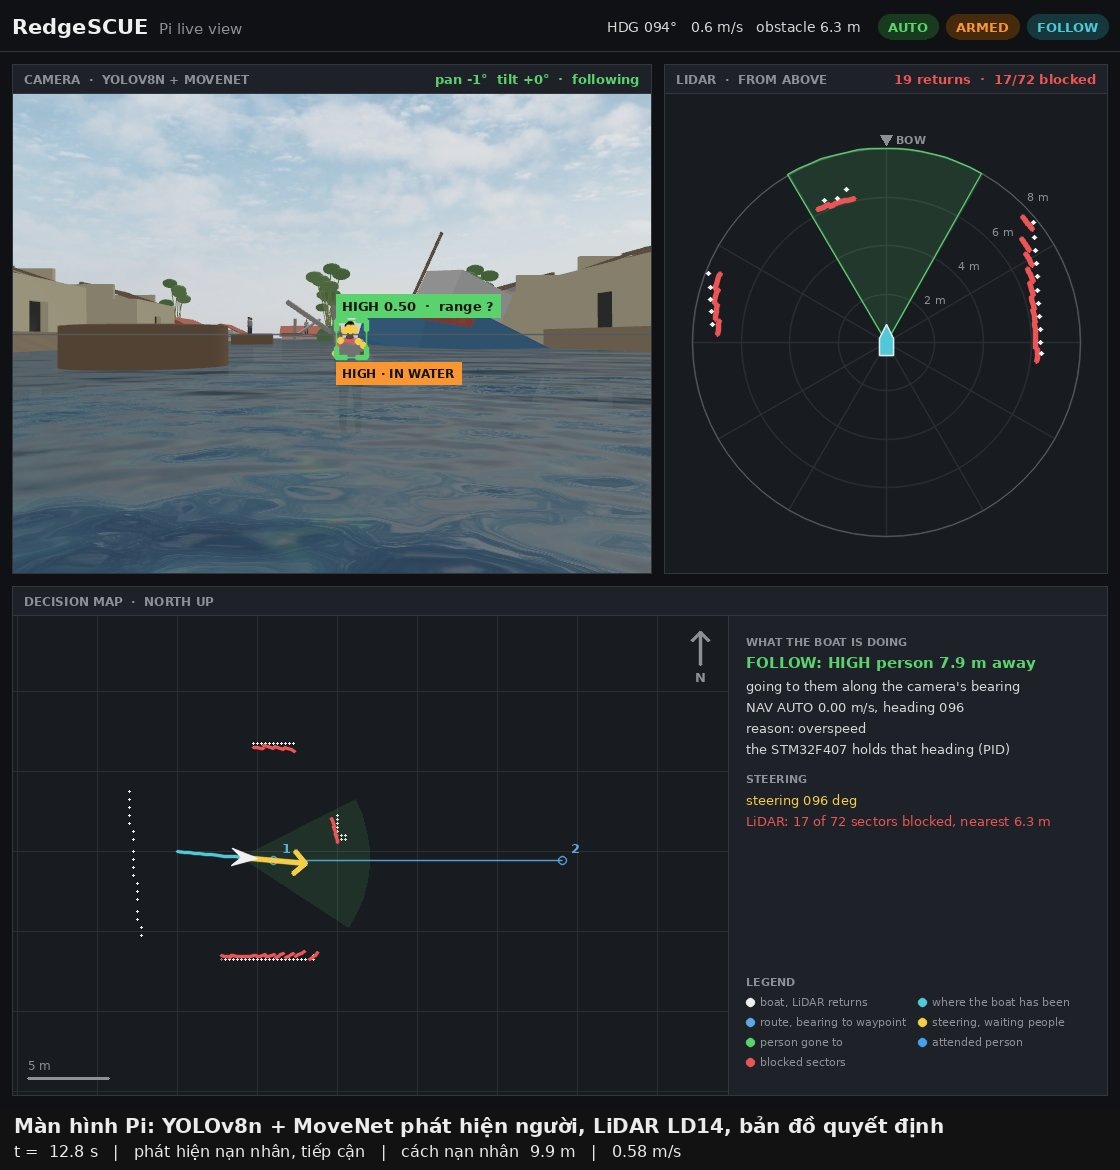 RedgeSCUE Pi live view
HDG 094° 0.6 m/s obstacle 6.3 m AUTO ARMED FOLLOW
CAMERA · YOLOV8N + MOVENET
pan -1° tilt +0° · following
HIGH 0.50 · range ?
HIGH · IN WATER
LIDAR · FROM ABOVE
19 returns · 17/72 blocked
BOW
8 m
6 m
4 m
2 m
DECISION MAP · NORTH UP
N
1
2
5 m
WHAT THE BOAT IS DOING
FOLLOW: HIGH person 7.9 m away
going to them along the camera's bearing
NAV AUTO 0.00 m/s, heading 096
reason: overspeed
the STM32F407 holds that heading (PID)
STEERING
steering 096 deg
LiDAR: 17 of 72 sectors blocked, nearest 6.3 m
LEGEND
boat, LiDAR returns
where the boat has been
route, bearing to waypoint
steering, waiting people
person gone to
attended person
blocked sectors
Màn hình Pi: YOLOv8n + MoveNet phát hiện người, LiDAR LD14, bản đồ quyết định
t = 12.8 s | phát hiện nạn nhân, tiếp cận | cách nạn nhân 9.9 m | 0.58 m/s